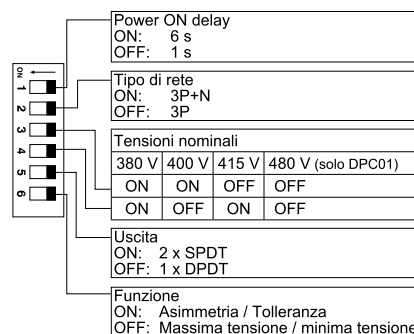 Power ON delay
ON: 6 s
OFF: 1 s
ON
1
2
3
4
5
6
Tipo di rete
ON: 3P+N
OFF: 3P
Tensioni nominali
380 V 400 V 415 V 480 V (solo DPC01)
ON ON OFF OFF
ON OFF ON OFF
Uscita
ON: 2 x SPDT
OFF: 1 x DPDT
Funzione
ON: Asimmetria / Tolleranza
OFF: Massima tensione / minima tensione